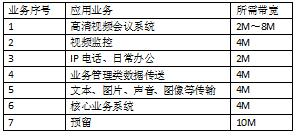 业务序号 应用业务 所需带宽
1 高清视频会议系统 2M～8M
2 视频监控 4M
3 IP 电话、日常办公 2M
4 业务管理类数据传送 4M
5 文本、图片、声音、图像等传输 4M
6 核心业务系统 4M
7 预留 10M